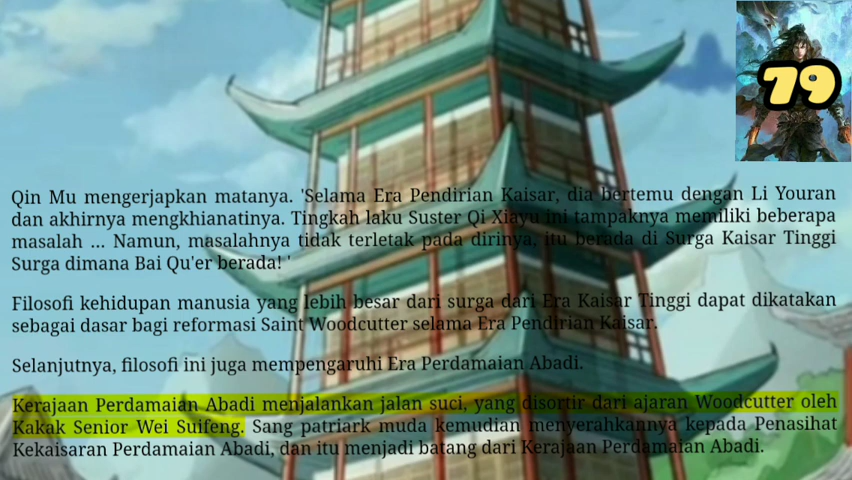 79
Qin Mu mengerjapkan matanya. 'Selama Era Pendirian Kaisar, dia bertemu dengan Li Youran
dan akhirnya mengkhianatinya. Tingkah laku Suster Qi Xiayu ini tampaknya memiliki beberapa
masalah ... Namun, masalahnya tidak terletak pada dirinya, itu berada di Surga Kaisar Tinggi
Surga dimana Bai Qu'er berada! '
Filosofi kehidupan manusia yang lebih besar dari surga dari Era Kaisar Tinggi dapat dikatakan
sebagai dasar bagi reformasi Saint Woodcutter selama Era Pendirian Kaisar.
Selanjutnya, filosofi ini juga mempengaruhi Era Perdamaian Abadi.
Kerajaan Perdamaian Abadi menjalankan jalan suci, yang disortir dari ajaran Woodcutter oleh
Kakak Senior Wei Suifeng. Sang patriark muda kemudian menyerahkannya kepada Penasihat
Kekaisaran Perdamaian Abadi, dan itu menjadi batang dari Kerajaan Perdamaian Abadi.